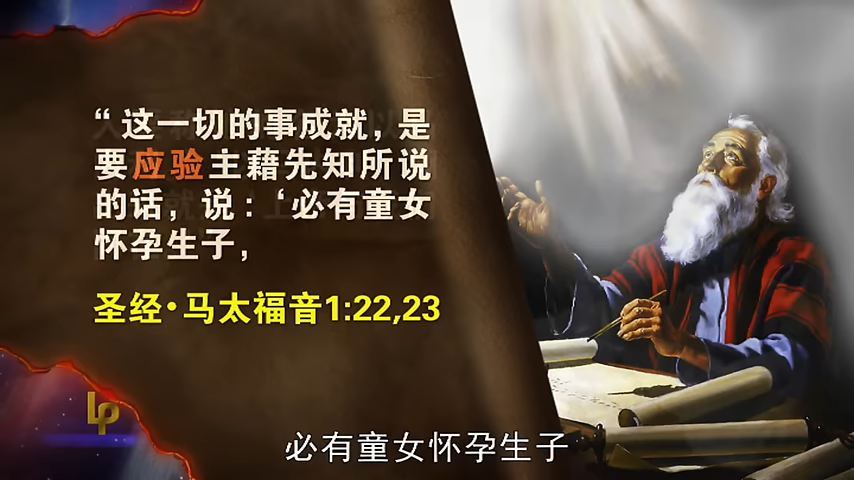 “这一切的事成就，是
要应验主藉先知所说
的话，说：‘必有童女
怀孕生子，
圣经·马太福音1:22,23
Lp
必有童女怀孕生子